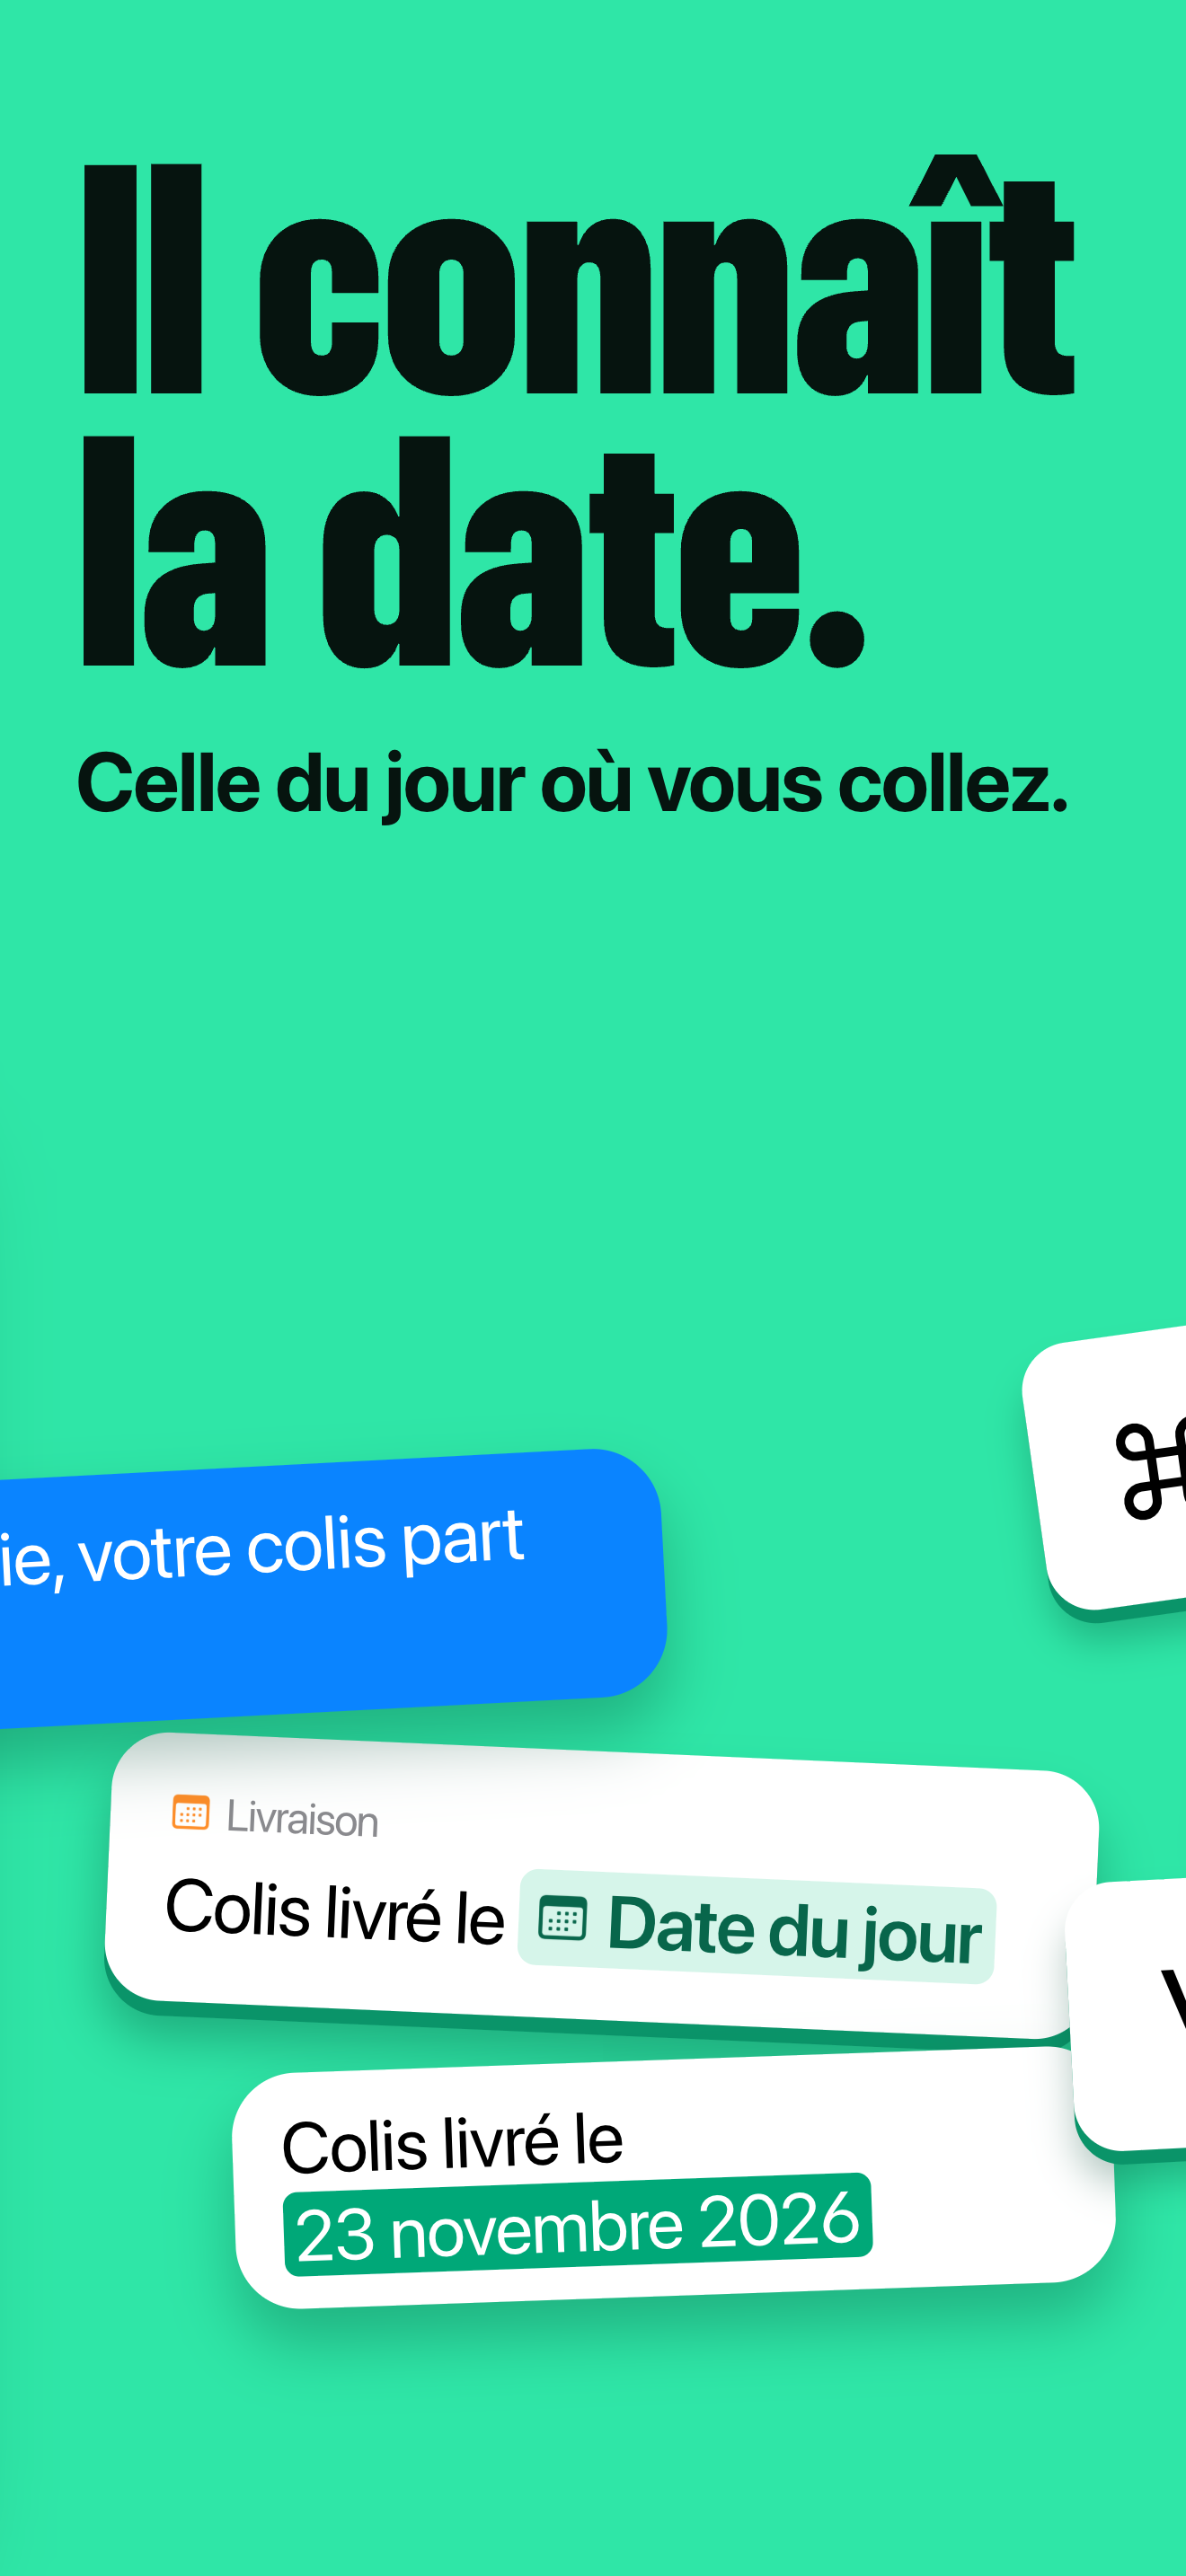 Il connaît
la date.
Celle du jour où vous collez.
⌘
ie, votre colis part
Livraison
Colis livré le Date du jour
Colis livré le
23 novembre 2026